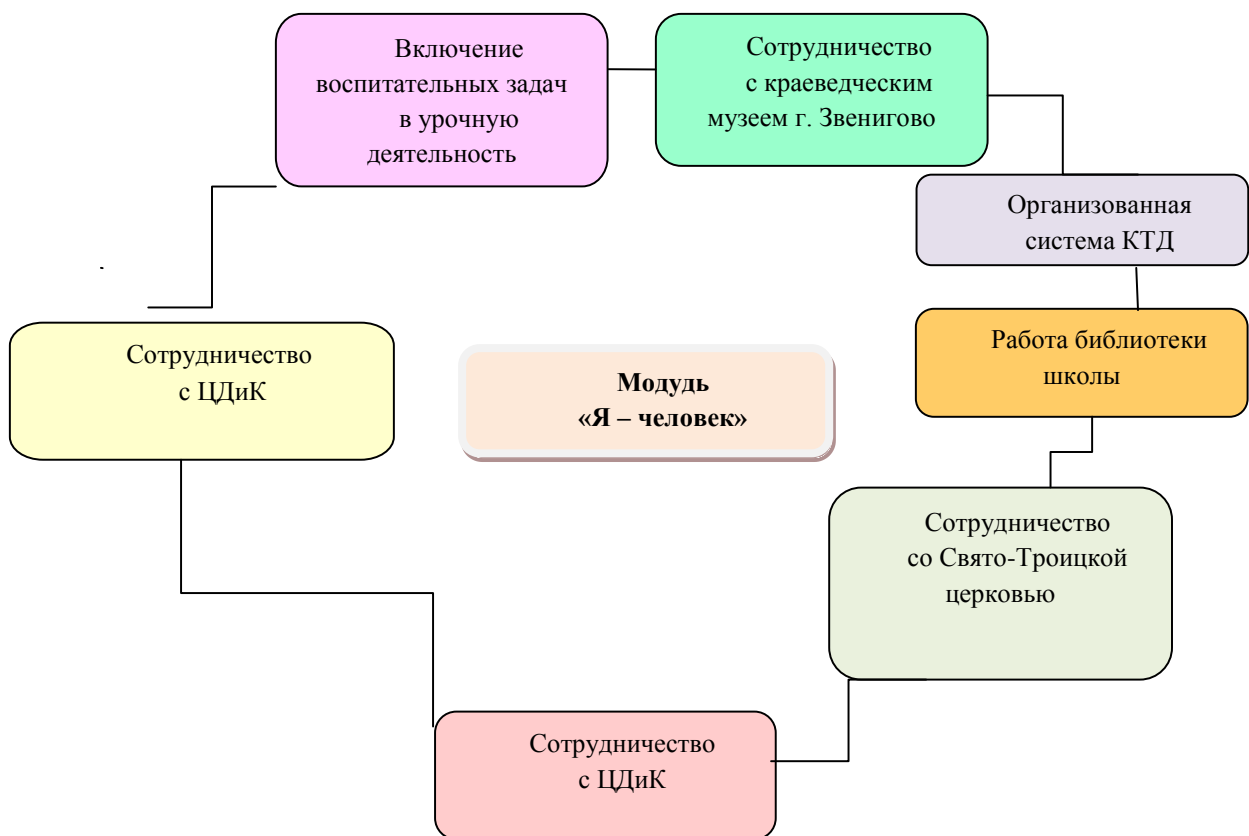 Включение
воспитательных задач
в урочную
деятельность
Сотрудничество
с краеведческим
музеем г. Звенигово
Организованная
система КТД
Работа библиотеки
школы
Сотрудничество
с ЦДиК
Модудь
«Я – человек»
Сотрудничество
со Свято-Троицкой
церковью
Сотрудничество
с ЦДиК